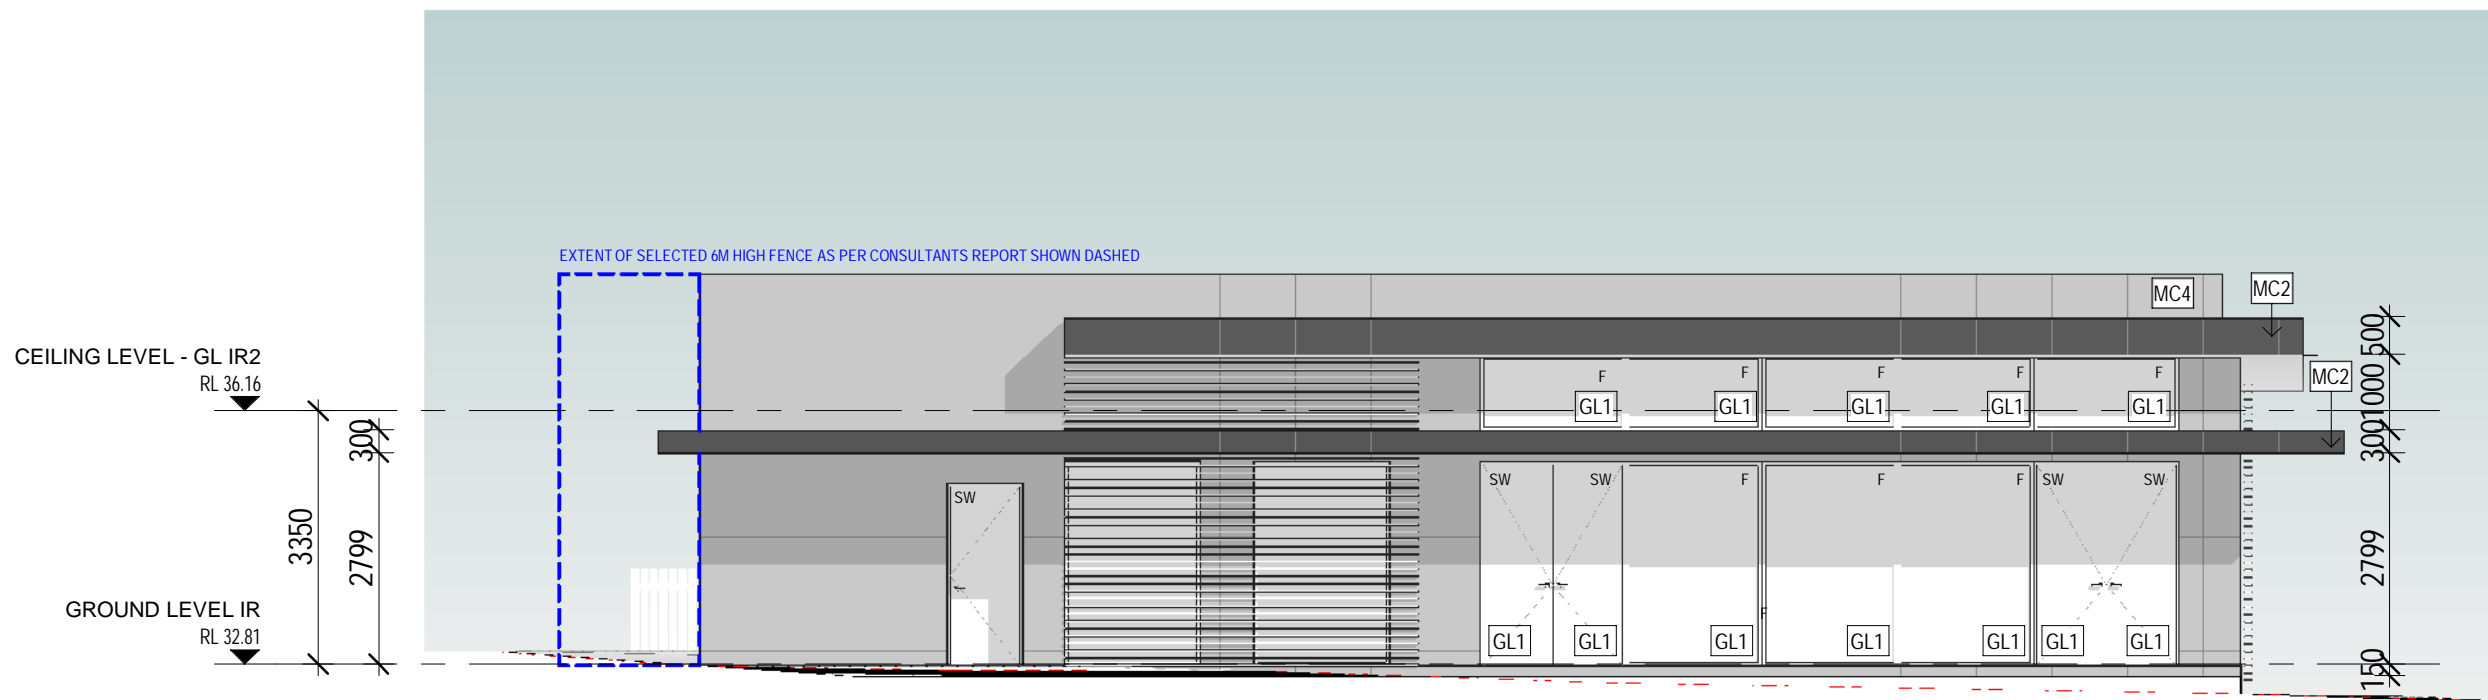 EXTENT OF SELECTED 6M HIGH FENCE AS PER CONSULTANTS REPORT SHOWN DASHED
MC4
MC2
500
CEILING LEVEL - GL IR2
RL 36.16
F
F
F
F
F
MC2
GL1
GL1
GL1
GL1
GL1
1000
300
300
SW
SW
SW
F
F
F
SW
SW
3350
2799
2799
F
GROUND LEVEL IR
RL 32.81
GL1
GL1
GL1
GL1
GL1
GL1
GL1
150